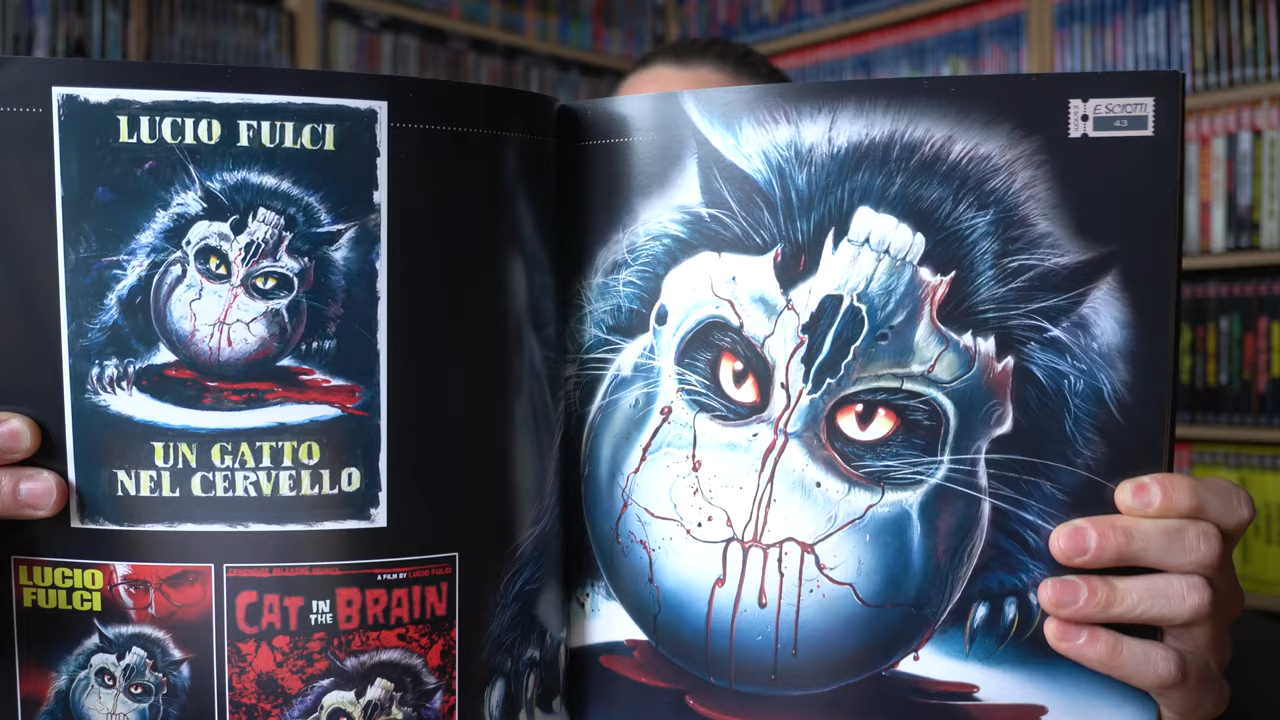 LUCIO FULCI
UN GATTO
NEL CERVELLO
LUCIO
FULCI
A FILM BY LUCIO FULCI
CAT IN THE BRAIN
E.SCIOTTI
43